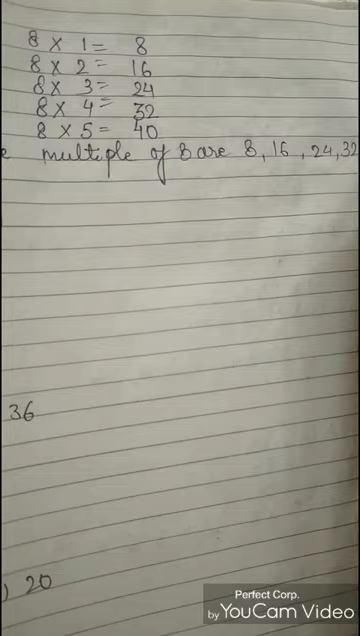 8 × 1 = 8
8 × 2 = 16
8 × 3 = 24
8 × 4 = 32
8 × 5 = 40
e multiple of 8 are 8, 16, 24, 32
36
) 20
Perfect Corp.
by YouCam Video